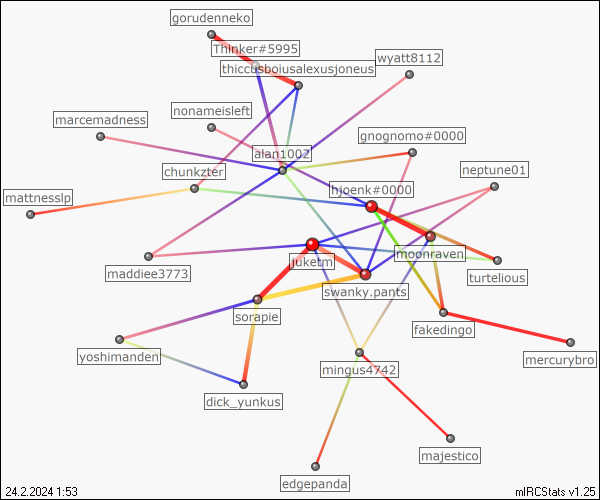 gorudenneko
Thinker#5995
wyatt8112
thiccusboiusalexusjoneus
nonameisleft
marcemadness
gnognomo#0000
alan1002
chunkzter
neptune01
hjoenk#0000
mattnesslp
moonraven
juketm
maddiee3773
turtelious
swanky.pants
sorapie
fakedingo
yoshimanden
mercurybro
mingus4742
dick_yunkus
majestico
edgepanda
24.2.2024 1:53
mIRCStats v1.25